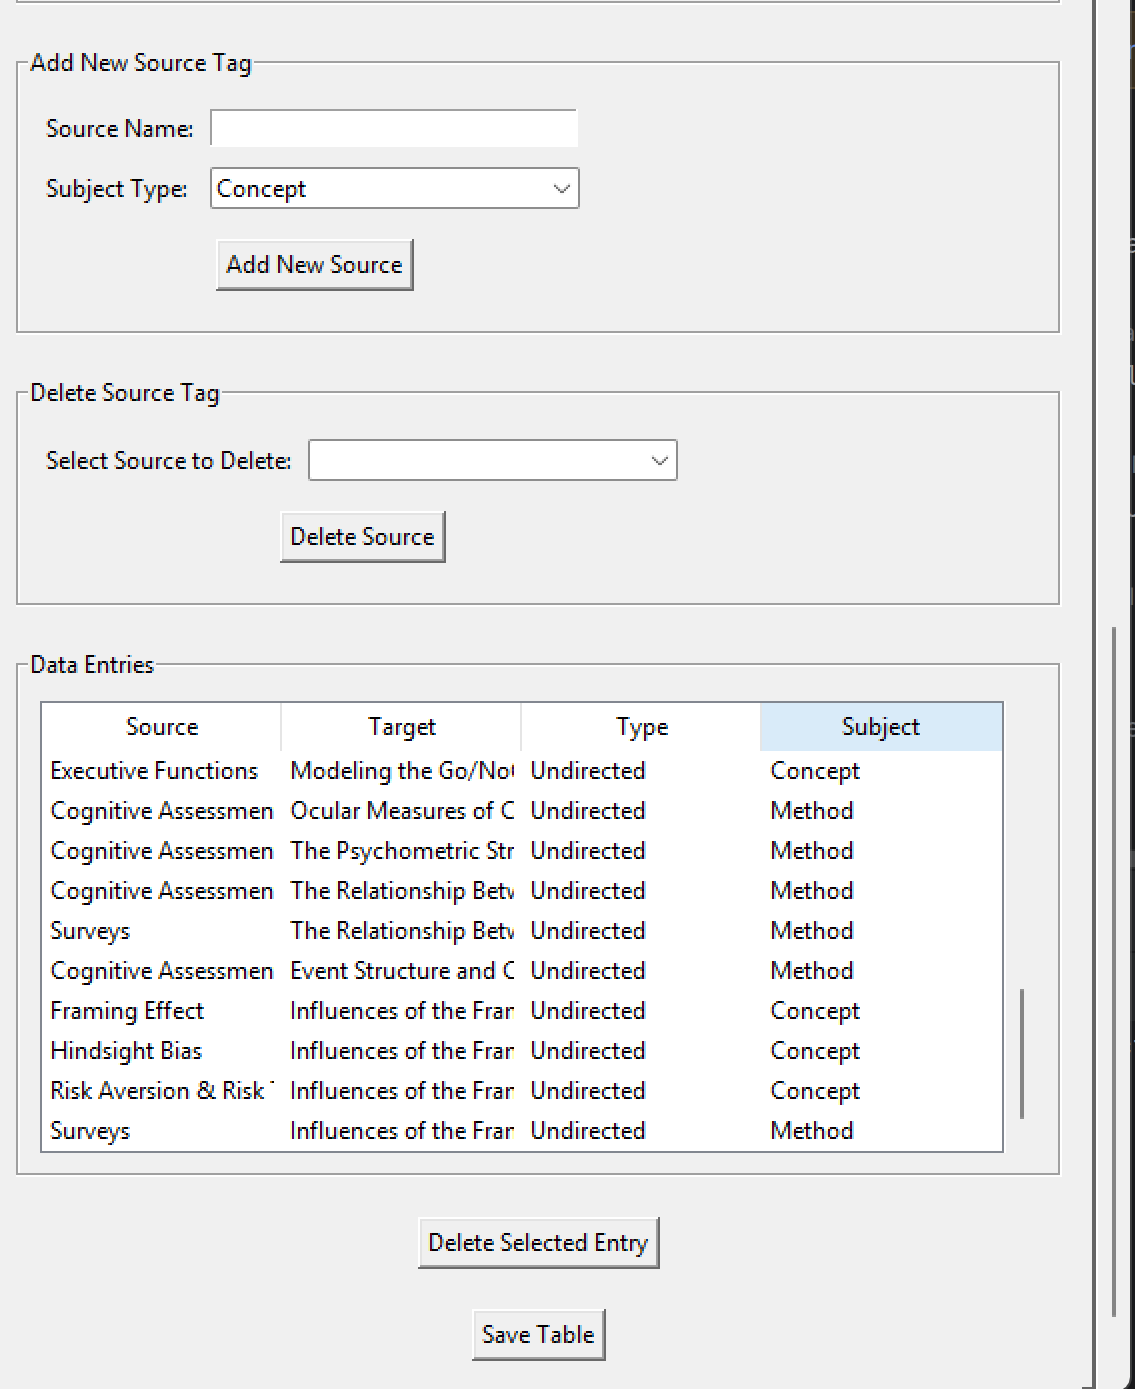 Add New Source Tag
Source Name:
Subject Type: Concept
Add New Source
Delete Source Tag
Select Source to Delete:
Delete Source
Data Entries
Source Target Type Subject
Executive Functions Modeling the Go/No Undirected Concept
Cognitive Assessmen Ocular Measures of C Undirected Method
Cognitive Assessmen The Psychometric Str Undirected Method
Cognitive Assessmen The Relationship Betw Undirected Method
Surveys The Relationship Betw Undirected Method
Cognitive Assessmen Event Structure and C Undirected Method
Framing Effect Influences of the Fram Undirected Concept
Hindsight Bias Influences of the Fram Undirected Concept
Risk Aversion & Risk Influences of the Fram Undirected Concept
Surveys Influences of the Fram Undirected Method
Delete Selected Entry
Save Table